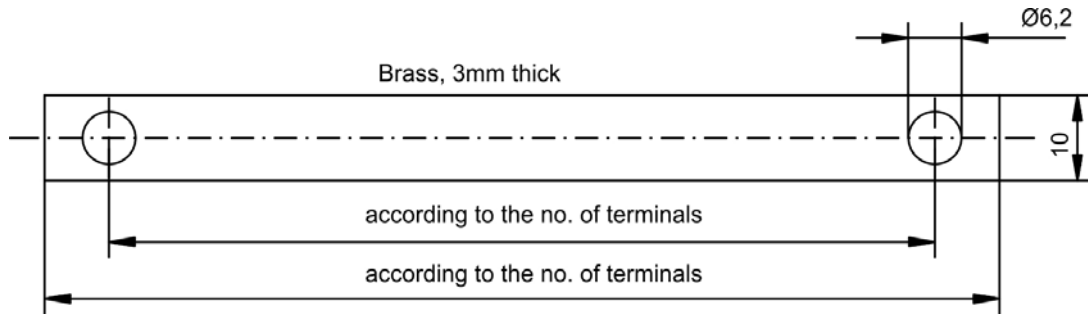 Ø6,2
Brass, 3mm thick
10
according to the no. of terminals
according to the no. of terminals